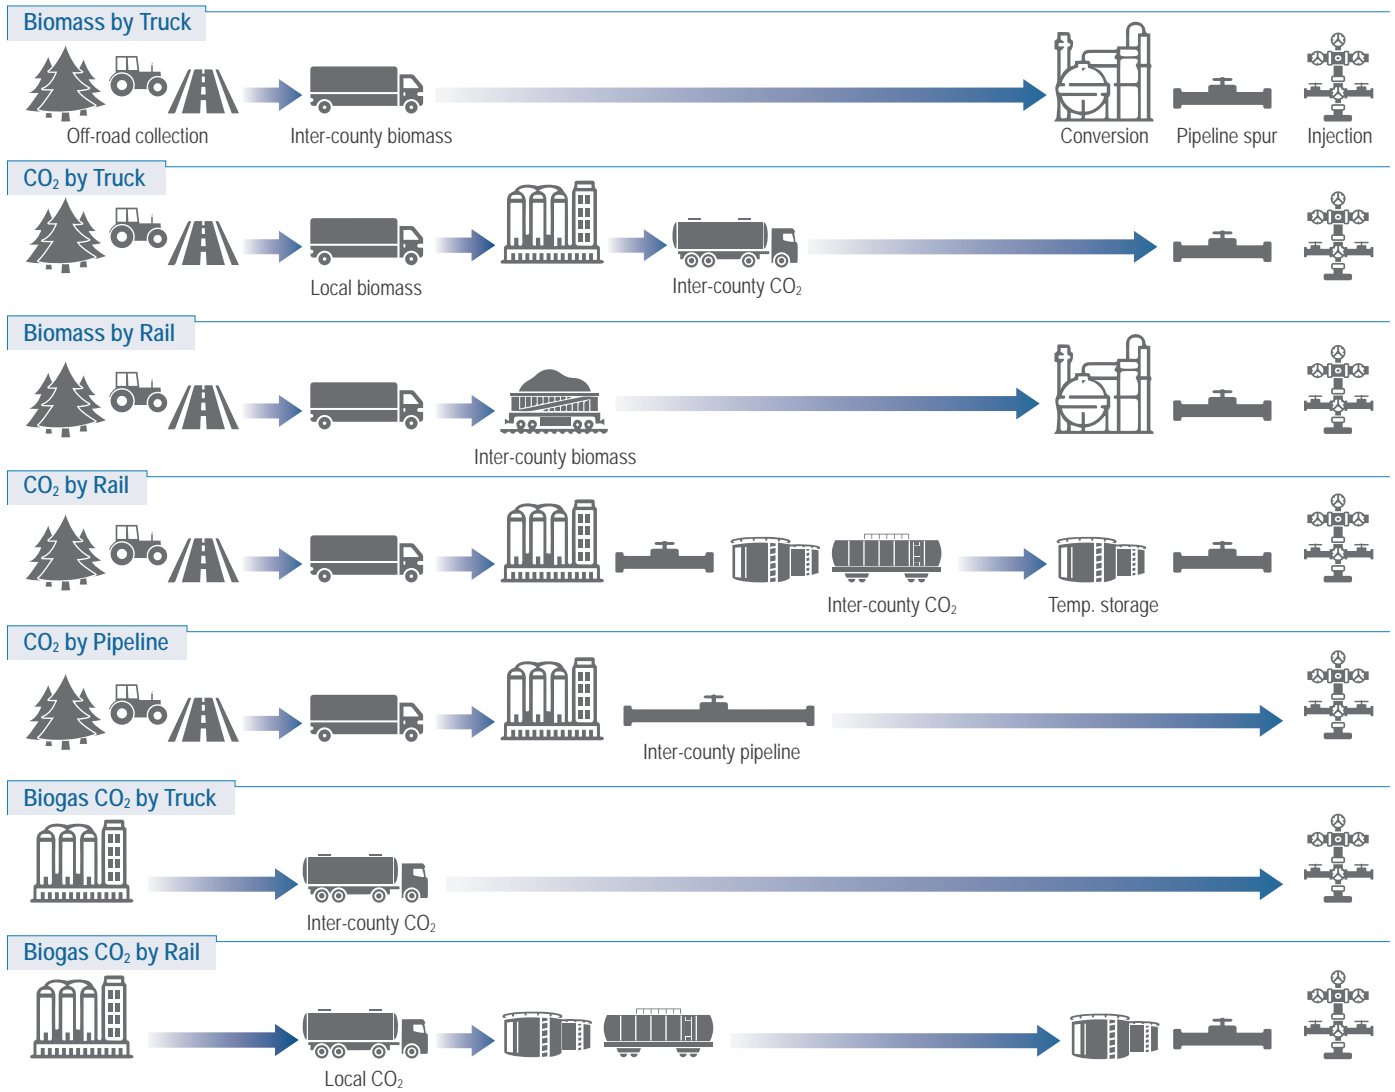 Biomass by Truck
Off-road collection
Inter-county biomass
Conversion
Pipeline spur
Injection
CO₂ by Truck
Local biomass
Inter-county CO₂
Biomass by Rail
Inter-county biomass
CO₂ by Rail
Inter-county CO₂
Temp. storage
CO₂ by Pipeline
Inter-county pipeline
Biogas CO₂ by Truck
Inter-county CO₂
Biogas CO₂ by Rail
Local CO₂